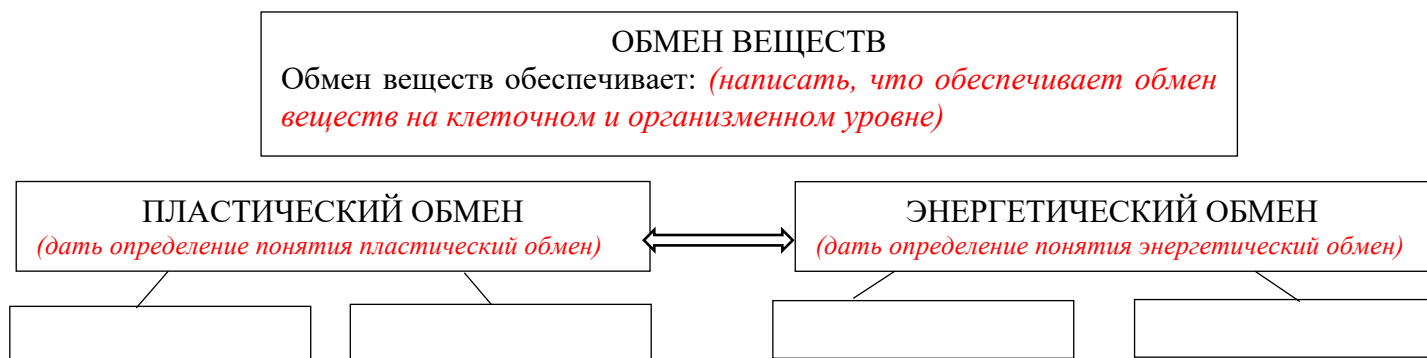 ОБМЕН ВЕЩЕСТВ
Обмен веществ обеспечивает: (написать, что обеспечивает обмен
веществ на клеточном и организменном уровне)
ПЛАСТИЧЕСКИЙ ОБМЕН
(дать определение понятия пластический обмен)
ЭНЕРГЕТИЧЕСКИЙ ОБМЕН
(дать определение понятия энергетический обмен)